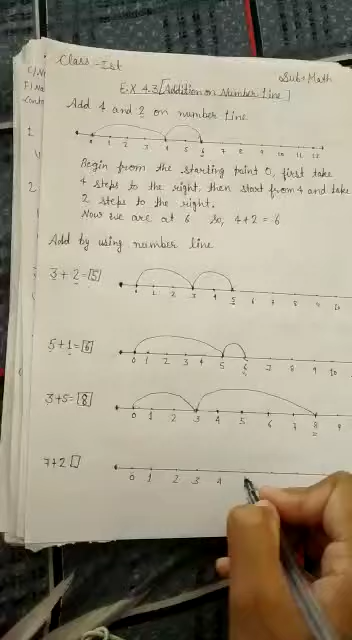 Class - Ist
Sub: Math
EX 4.3 [Addition on Number Line]
Add 4 and 2 on number line
0 1 2 3 4 5 6 7 8 9 10 11 12
Begin from the starting point 0, first take
4 steps to the right, then start from 4 and take
2 steps to the right.
Now we are at 6 So, 4+2 = 6
Add by using number line
3 + 2 = 5
0 1 2 3 4 5 6 7 8 9 10
5 + 1 = 6
0 1 2 3 4 5 6 7 8 9 10
3+5= 8
0 1 2 3 4 5 6 7 8 9
7+2
0 1 2 3 4